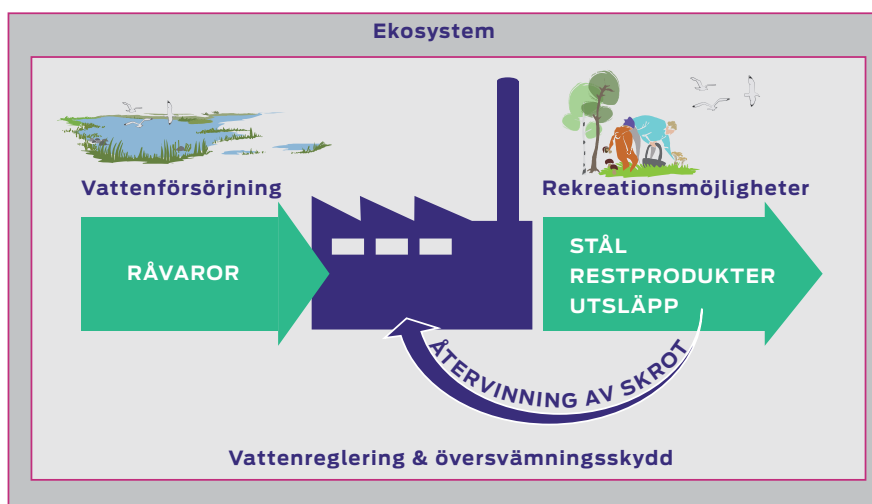 Ekosystem
Vattenförsörjning
Rekreationsmöjligheter
RÅVAROR
STÅL
RESTPRODUKTER
UTSLÄPP
ÅTERVINNING AV SKROT
Vattenreglering & översvämningsskydd